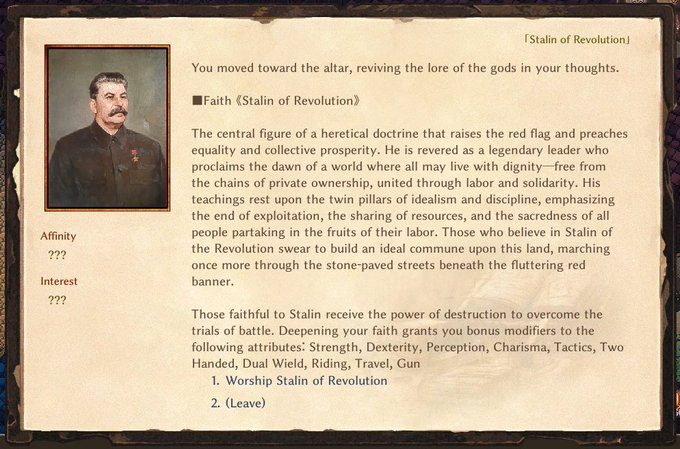 「Stalin of Revolution」
You moved toward the altar, reviving the lore of the gods in your thoughts.
■Faith 《Stalin of Revolution》
The central figure of a heretical doctrine that raises the red flag and preaches
equality and collective prosperity. He is revered as a legendary leader who
proclaims the dawn of a world where all may live with dignity—free from
the chains of private ownership, united through labor and solidarity. His
teachings rest upon the twin pillars of idealism and discipline, emphasizing
the end of exploitation, the sharing of resources, and the sacredness of all
people partaking in the fruits of their labor. Those who believe in Stalin of
the Revolution swear to build an ideal commune upon this land, marching
once more through the stone-paved streets beneath the fluttering red
banner.
Those faithful to Stalin receive the power of destruction to overcome the
trials of battle. Deepening your faith grants you bonus modifiers to the
following attributes: Strength, Dexterity, Perception, Charisma, Tactics, Two
Handed, Dual Wield, Riding, Travel, Gun
1. Worship Stalin of Revolution
2. (Leave)
Affinity
???
Interest
???